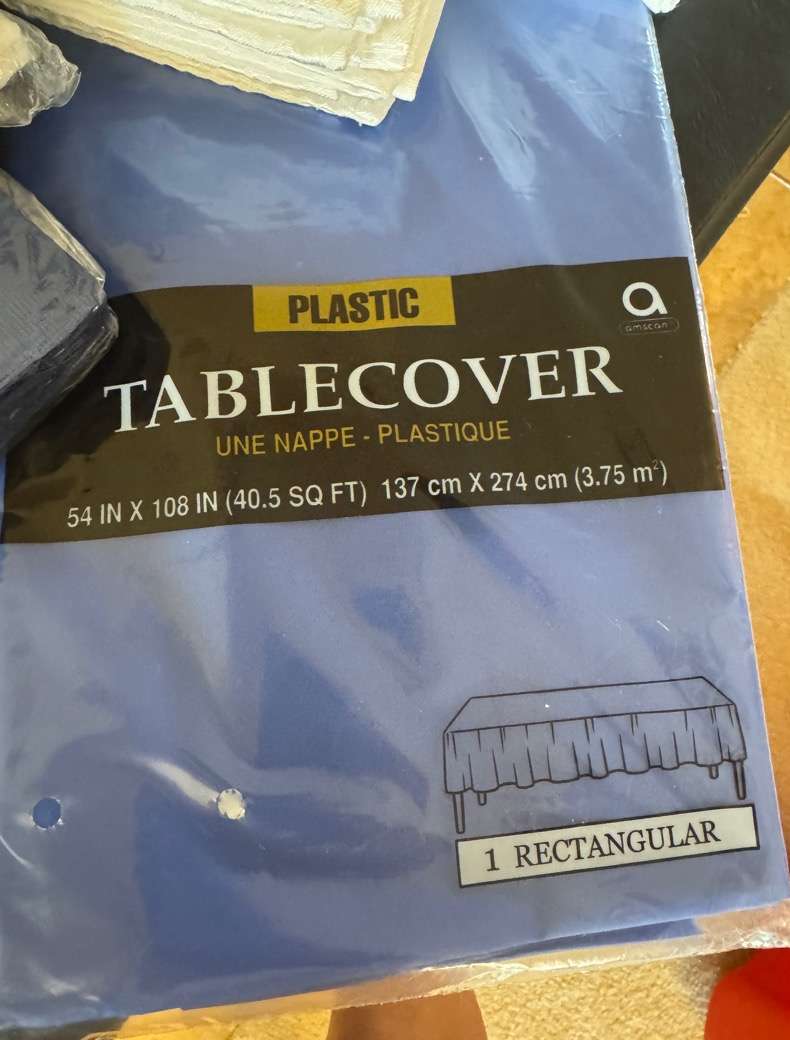 PLASTIC
a
amscan
TABLECOVER
UNE NAPPE - PLASTIQUE
54 IN X 108 IN (40.5 SQ FT) 137 cm X 274 cm (3.75 m²)
1 RECTANGULAR